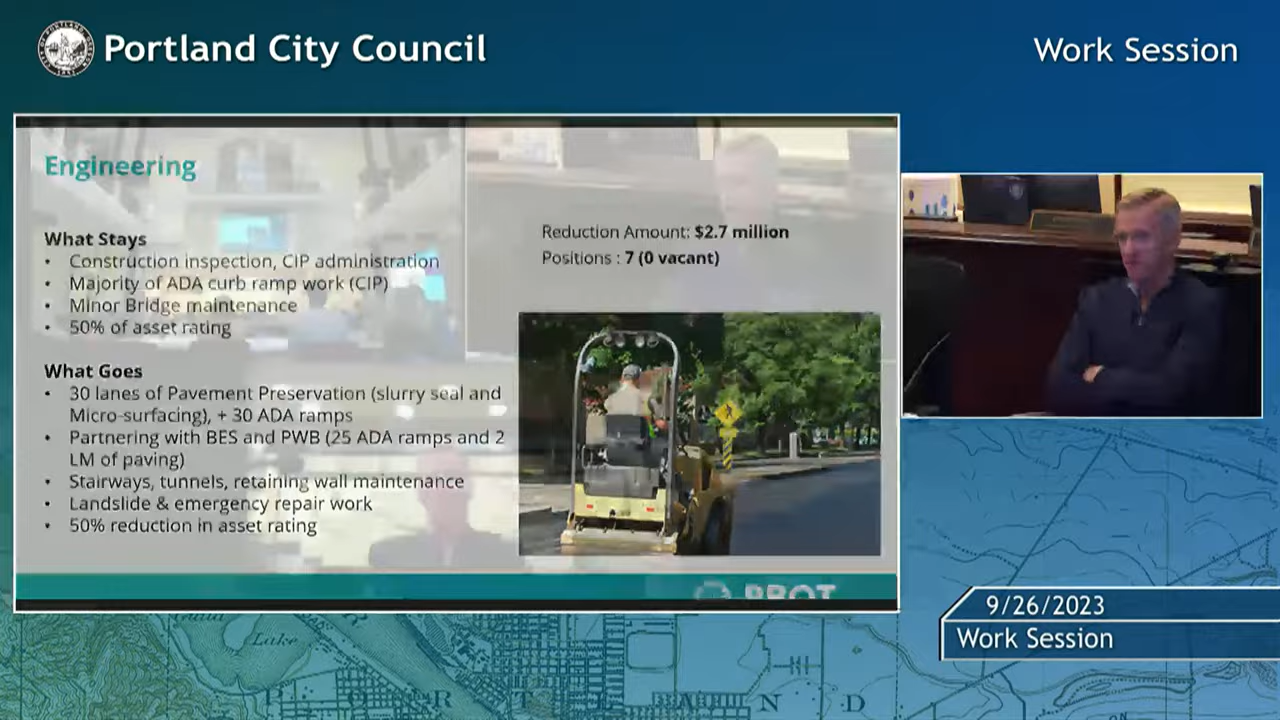 Portland City Council
Work Session
Engineering
What Stays
• Construction inspection, CIP administration
• Majority of ADA curb ramp work (CIP)
• Minor Bridge maintenance
• 50% of asset rating
Reduction Amount: $2.7 million
Positions : 7 (0 vacant)
What Goes
• 30 lanes of Pavement Preservation (slurry seal and
Micro-surfacing), + 30 ADA ramps
• Partnering with BES and PWB (25 ADA ramps and 2
LM of paving)
• Stairways, tunnels, retaining wall maintenance
• Landslide & emergency repair work
• 50% reduction in asset rating
PBOT
9/26/2023
Work Session
Lake